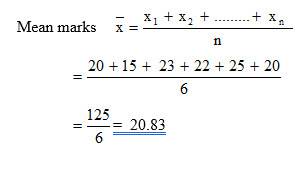 Mean marks x̄ = x₁ + x₂ + .........+ xₙ
n
= 20 + 15 + 23 + 22 + 25 + 20
6
= 125
6 = 20.83